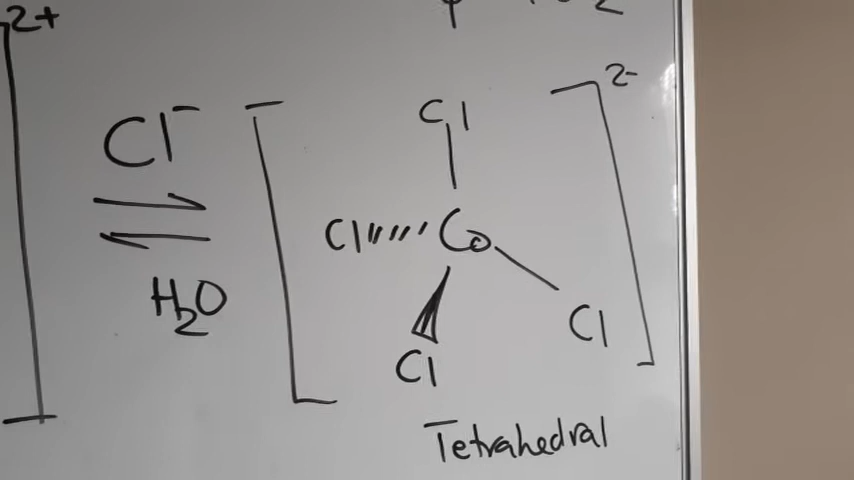 2+
2-
Cl⁻
Cl
Cl Co
H₂O
Cl
Cl
Tetrahedral